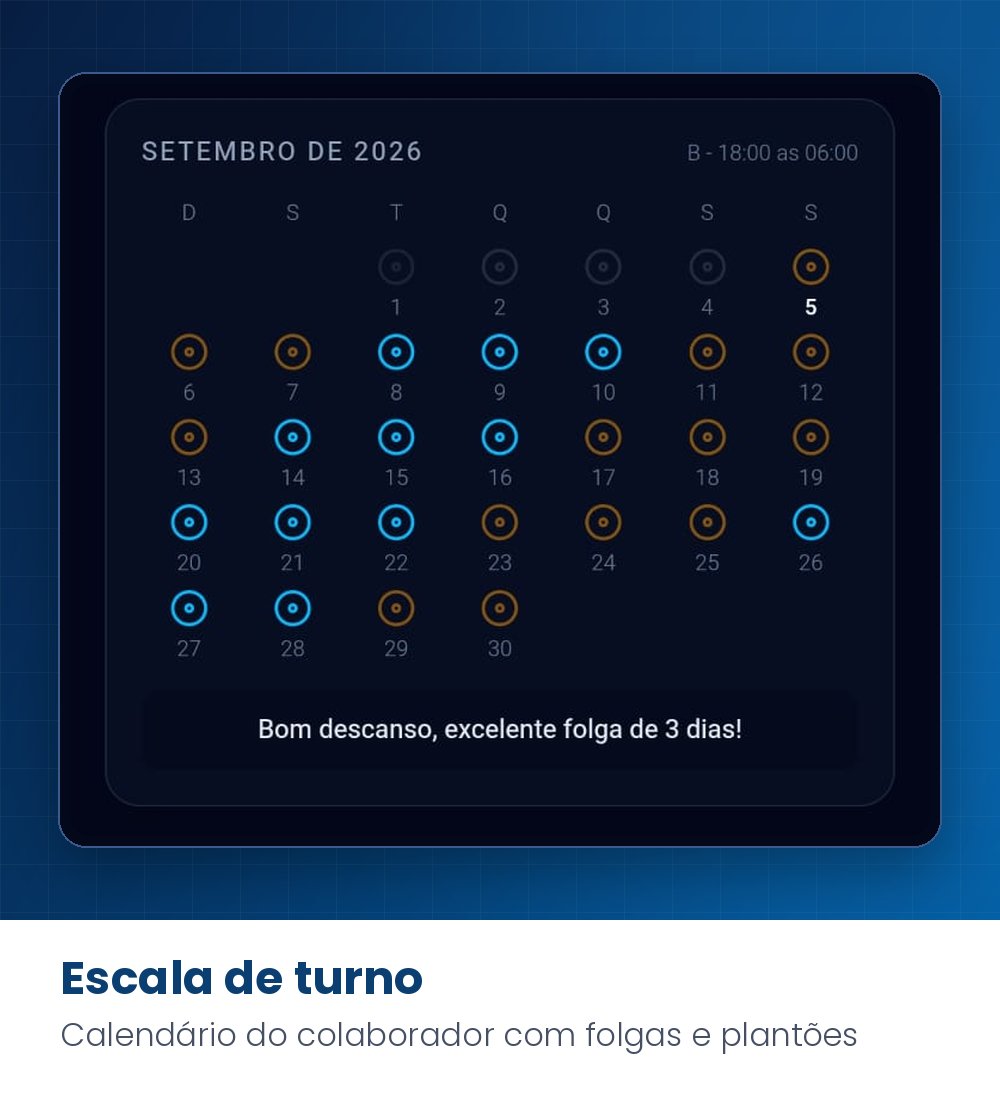 SETEMBRO DE 2026 B - 18:00 as 06:00
D S T Q Q S S
1 2 3 4 5
6 7 8 9 10 11 12
13 14 15 16 17 18 19
20 21 22 23 24 25 26
27 28 29 30
Bom descanso, excelente folga de 3 dias!
Escala de turno
Calendário do colaborador com folgas e plantões